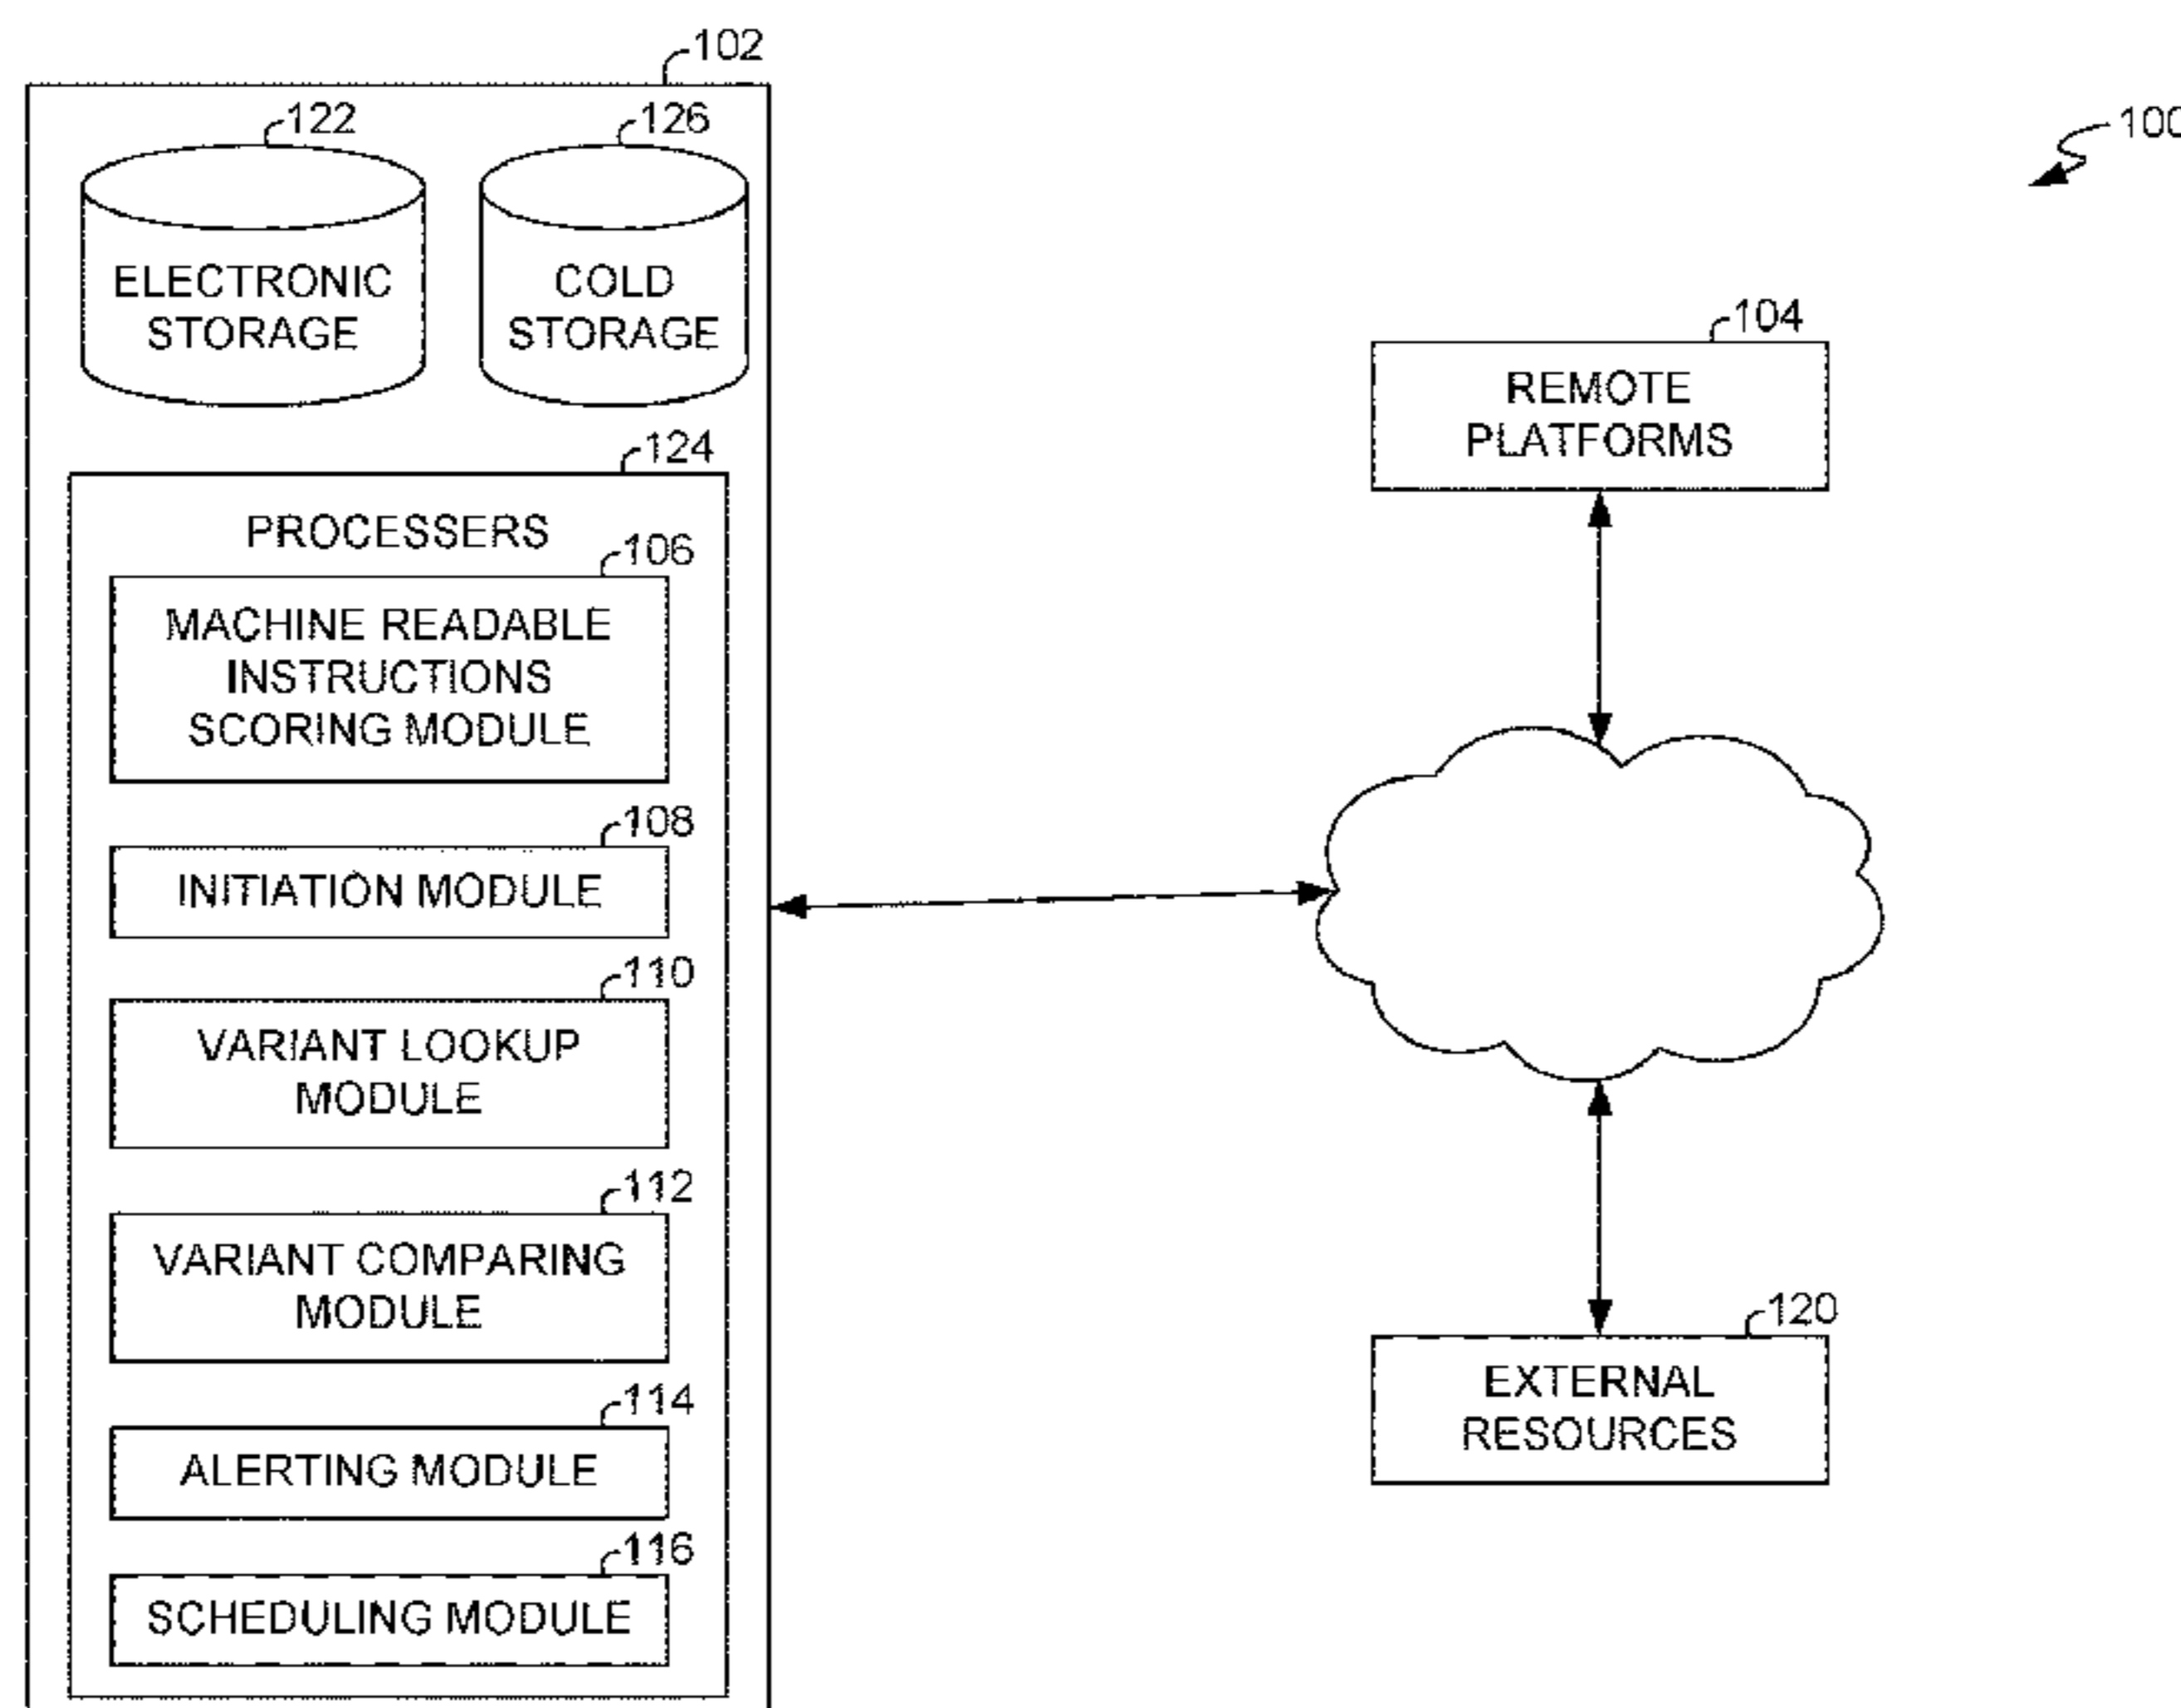 102
100
122
126
ELECTRONIC
STORAGE
COLD
STORAGE
104
REMOTE
PLATFORMS
124
PROCESSERS
106
MACHINE READABLE
INSTRUCTIONS
SCORING MODULE
108
INITIATION MODULE
110
VARIANT LOOKUP
MODULE
112
VARIANT COMPARING
MODULE
120
EXTERNAL
RESOURCES
114
ALERTING MODULE
116
SCHEDULING MODULE